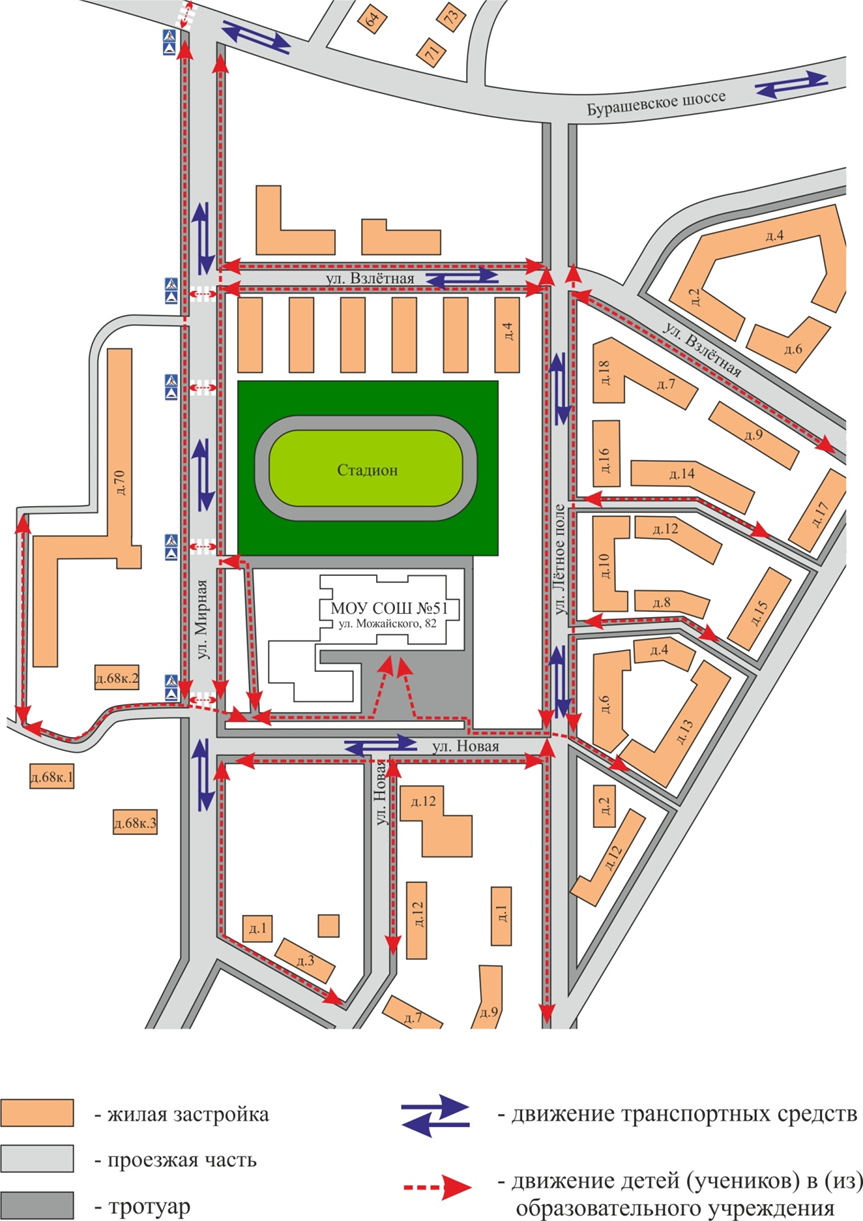 64
73
71
Бурашевское шоссе
д.4
д.2
д.6
ул. Взлётная
ул. Взлётная
д.4
д.18
д.7
д.9
д.70
Стадион
д.16
д.14
д.17
ул. Лётное поле
д.12
д.10
д.8
д.15
ул. Мирная
МОУ СОШ №51
ул. Можайского, 82
д.4
д.6
д.13
д.68к.2
ул. Новая
ул. Новая
д.68к.1
д.68к.3
д.12
д.2
д.12
д.12
д.1
д.1
д.3
д.7
д.9
- жилая застройка
- проезжая часть
- тротуар
- движение транспортных средств
- движение детей (учеников) в (из)
образовательного учреждения